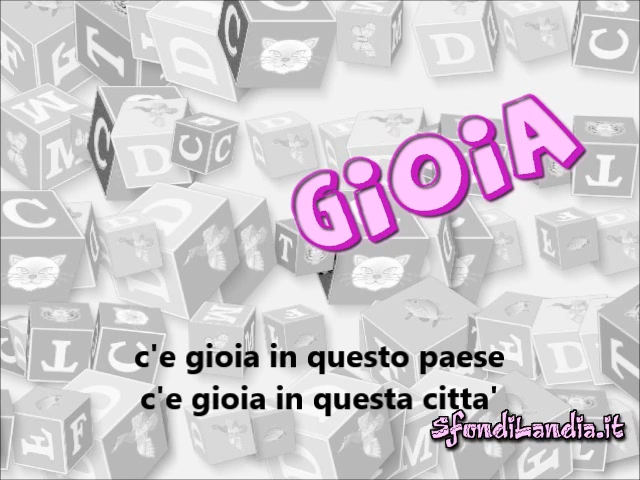 GiOiA
c'e gioia in questo paese
c'e gioia in questa citta'
SfondiLandia.it